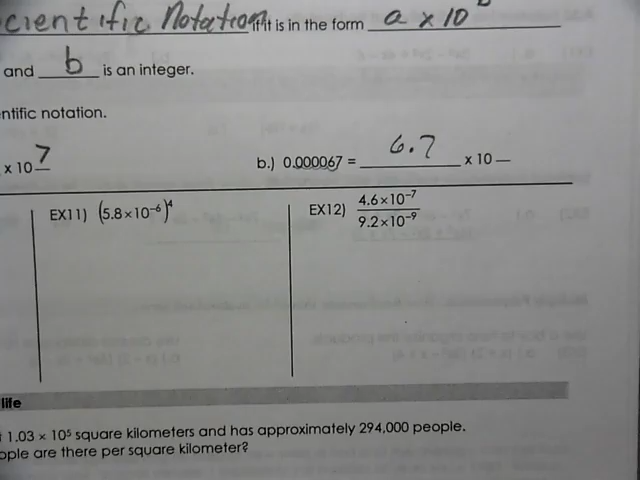 cientific Notation if it is in the form a x 10 b
and b is an integer.
ntific notation.
x 10 7
b.) 0.000067 = 6.7 x 10
EX11) (5.8×10⁻⁶)⁴
EX12) 4.6×10⁻⁷
9.2×10⁻⁹
life
1.03 × 10⁵ square kilometers and has approximately 294,000 people.
ople are there per square kilometer?